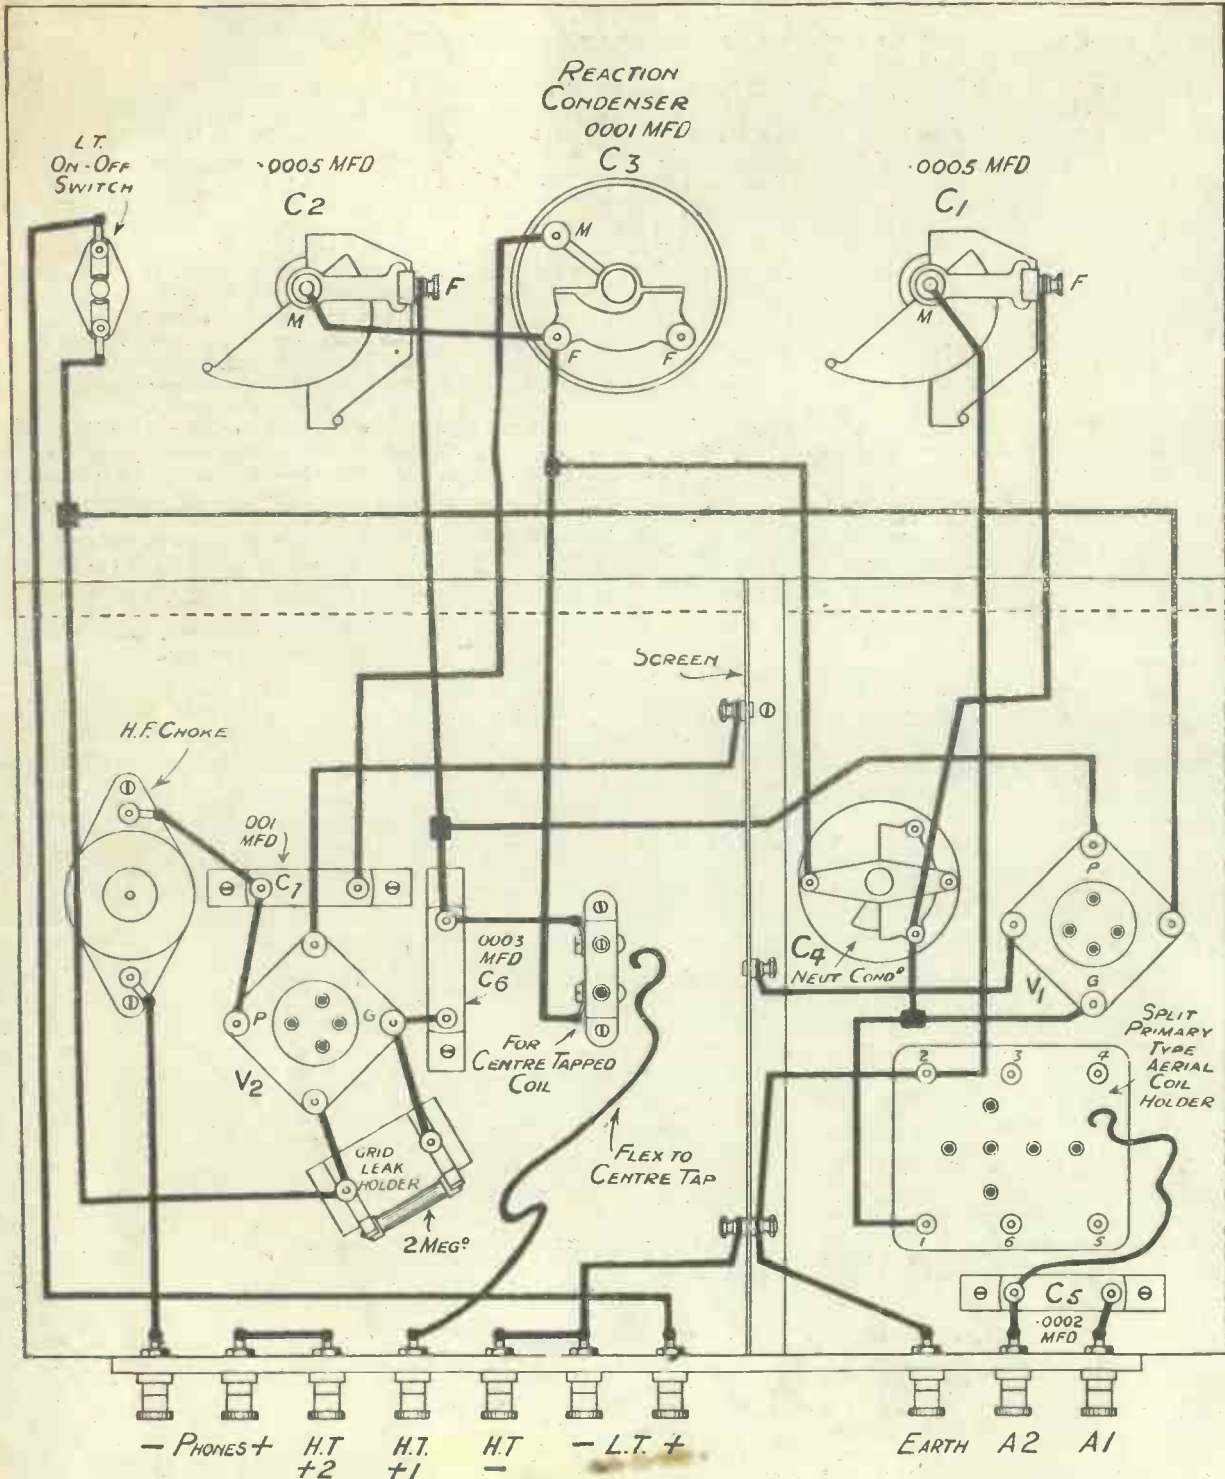 REACTION
CONDENSER
0001 MFD
C3
L.T.
ON-OFF
SWITCH
·0005 MFD
C2
·0005 MFD
C1
M
F
M
F
F
M
F
SCREEN
H.F. CHOKE
001
MFD
C7
P
G
V2
0003
MFD
C6
FOR
CENTRE TAPPED
COIL
GRID
LEAK
HOLDER
2 MEGº
FLEX TO
CENTRE TAP
C4
NEUT CONDº
P
G
V1
SPLIT
PRIMARY
TYPE
AERIAL
COIL
HOLDER
2 3 4
1 6 5
C5
·0002
MFD
- PHONES +
H.T
+2
H.T.
+1
H.T
-
- L.T. +
EARTH A2 A1